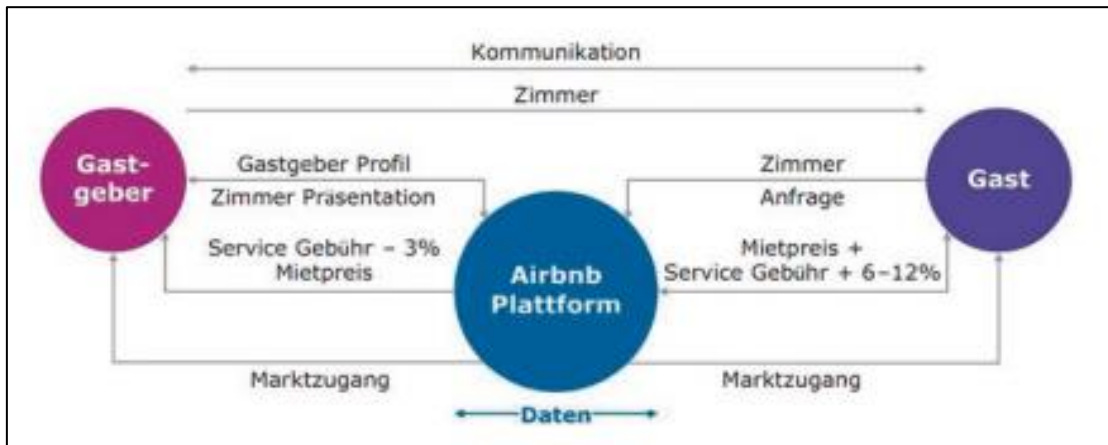 Kommunikation
Zimmer
Gast-
geber
Gastgeber Profil
Zimmer Präsentation
Zimmer
Anfrage
Gast
Service Gebühr – 3%
Mietpreis
Airbnb
Plattform
Mietpreis +
Service Gebühr + 6–12%
Marktzugang
Marktzugang
Daten